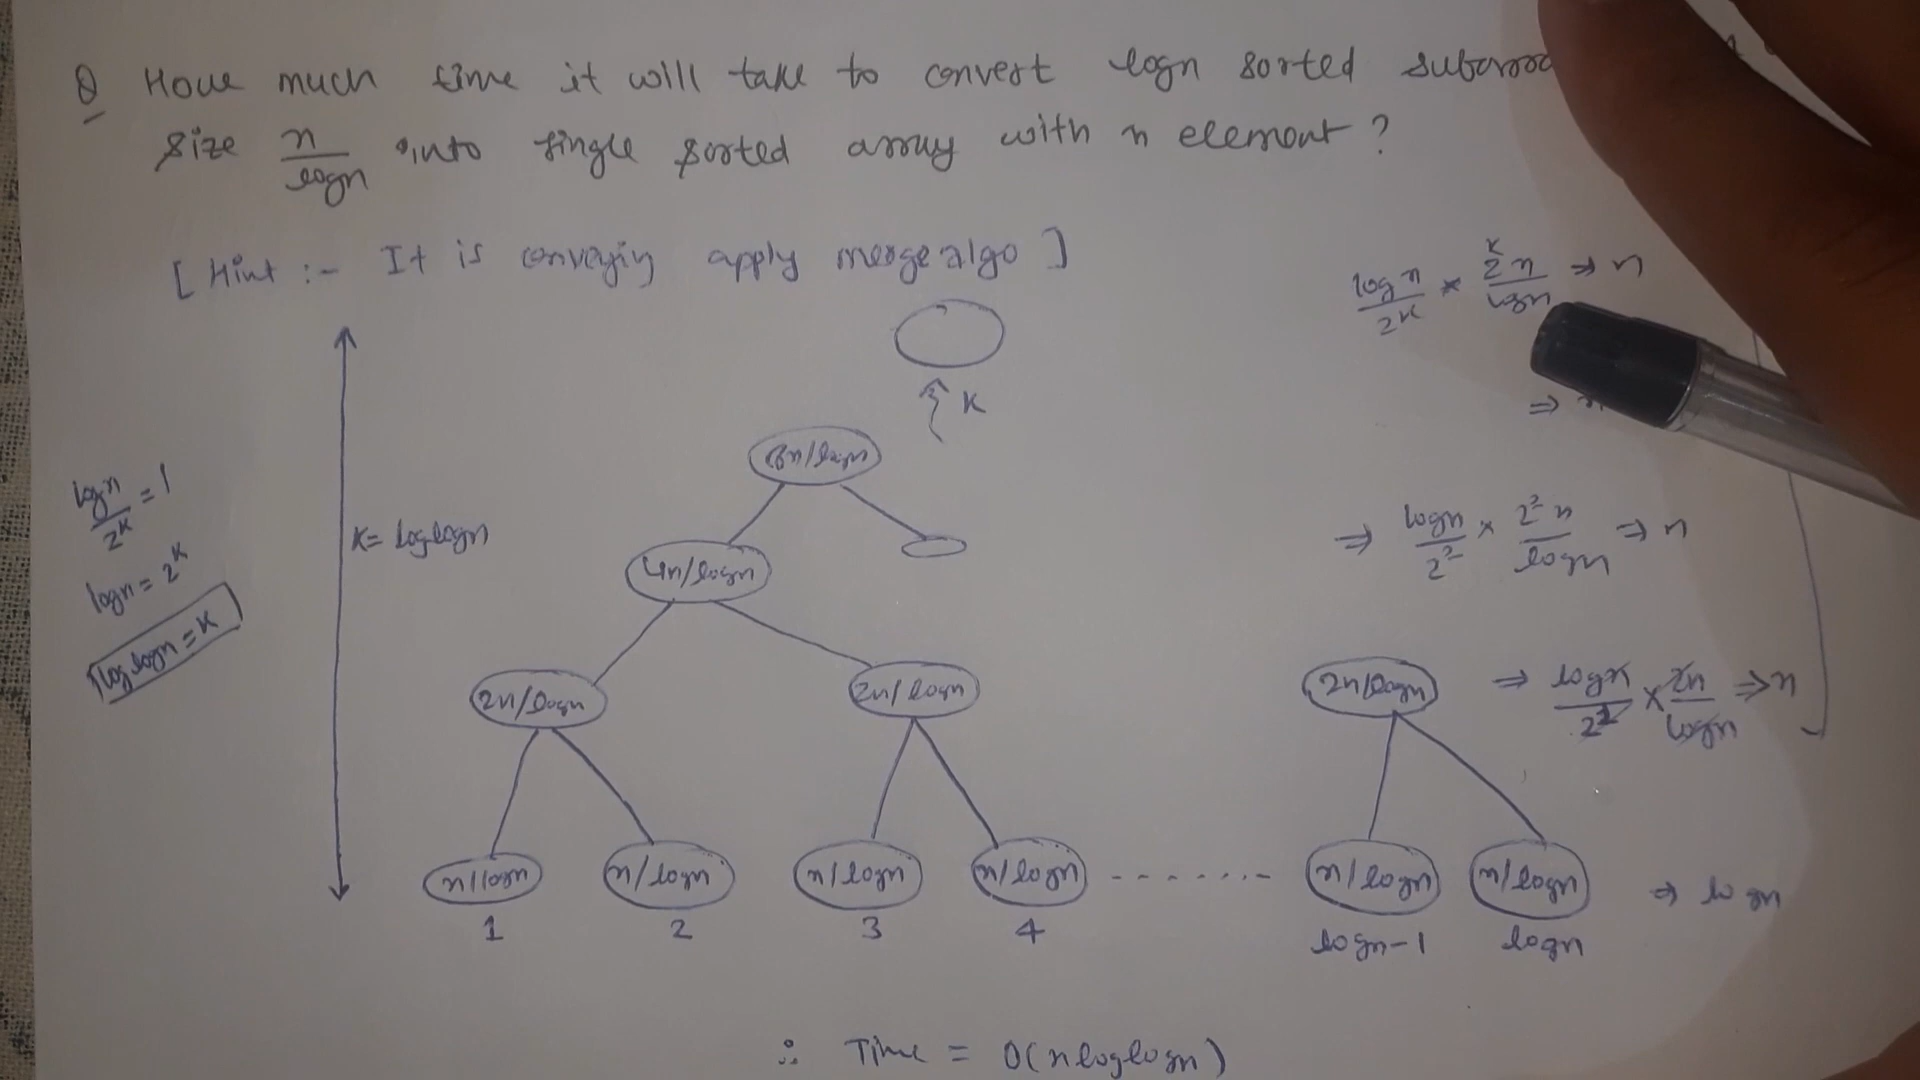 Q How much time it will take to convert logn sorted
size n/logn into single sorted array with n element?
[Hint :- It is conveying apply merge algo]
logn/2^k * 2^k n/logn ⇒ n
⇒
K
8n/logn
logn/2^k = 1
logn = 2^k
loglogn = K
K = loglogn
4n/logn
⇒ logn/2^2 × 2^2 n/logn ⇒ n
2n/logn 2n/logn 2n/logn ⇒ logn/2^1 × 2n/logn ⇒ n
n/logn n/logn n/logn n/logn ....... n/logn n/logn ⇒ logn
1 2 3 4 logn-1 logn
∴ Time = O(nloglogn)